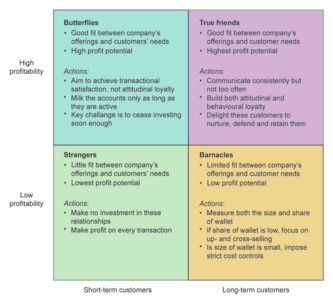 High
profitability
Butterflies
• Good fit between company's
offerings and customers' needs
• High profit potential
Actions:
• Aim to achieve transactional
satisfaction, not attitudinal loyalty
• Milk the accounts only as long as
they are active
• Key challenge is to cease investing
soon enough
True friends
• Good fit between company's
offerings and customer needs
• Highest profit potential
Actions:
• Communicate consistently but
not too often
• Build both attitudinal and
behavioural loyalty
• Delight these customers to
nurture, defend and retain them
Low
profitability
Strangers
• Little fit between company's
offerings and customers' needs
• Lowest profit potential
Actions:
• Make no investment in these
relationships
• Make profit on every transaction
Barnacles
• Limited fit between company's
offerings and customers' needs
• Low profit potential
Actions:
• Measure both the size and share
of wallet
• If share of wallet is low, focus on
up- and cross-selling
• Is size of wallet is small, impose
strict cost controls
Short-term customers
Long-term customers